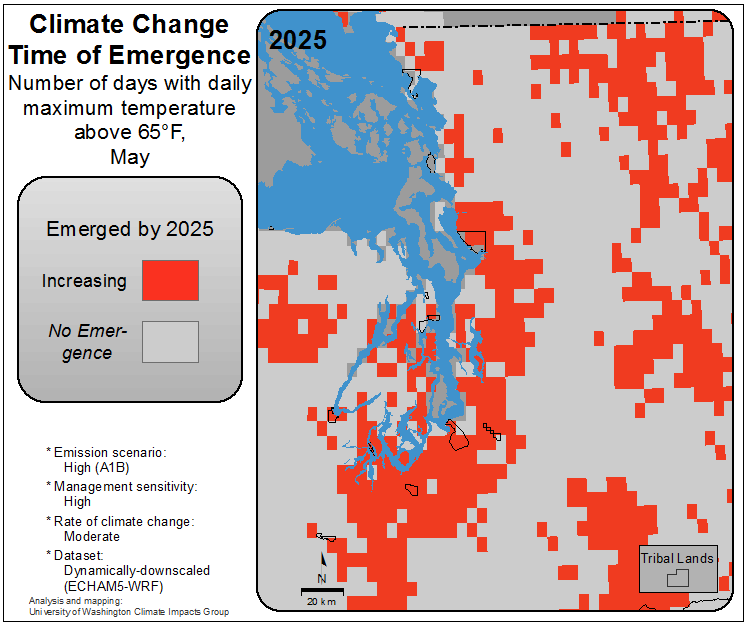 Climate Change
Time of Emergence
Number of days with daily
maximum temperature
above 65°F,
May
Emerged by 2025
Increasing
No Emer-
gence
* Emission scenario:
High (A1B)
* Management sensitivity:
High
* Rate of climate change:
Moderate
* Dataset:
Dynamically-downscaled
(ECHAM5-WRF)
Analysis and mapping:
University of Washington Climate Impacts Group
2025
N
20 km
Tribal Lands